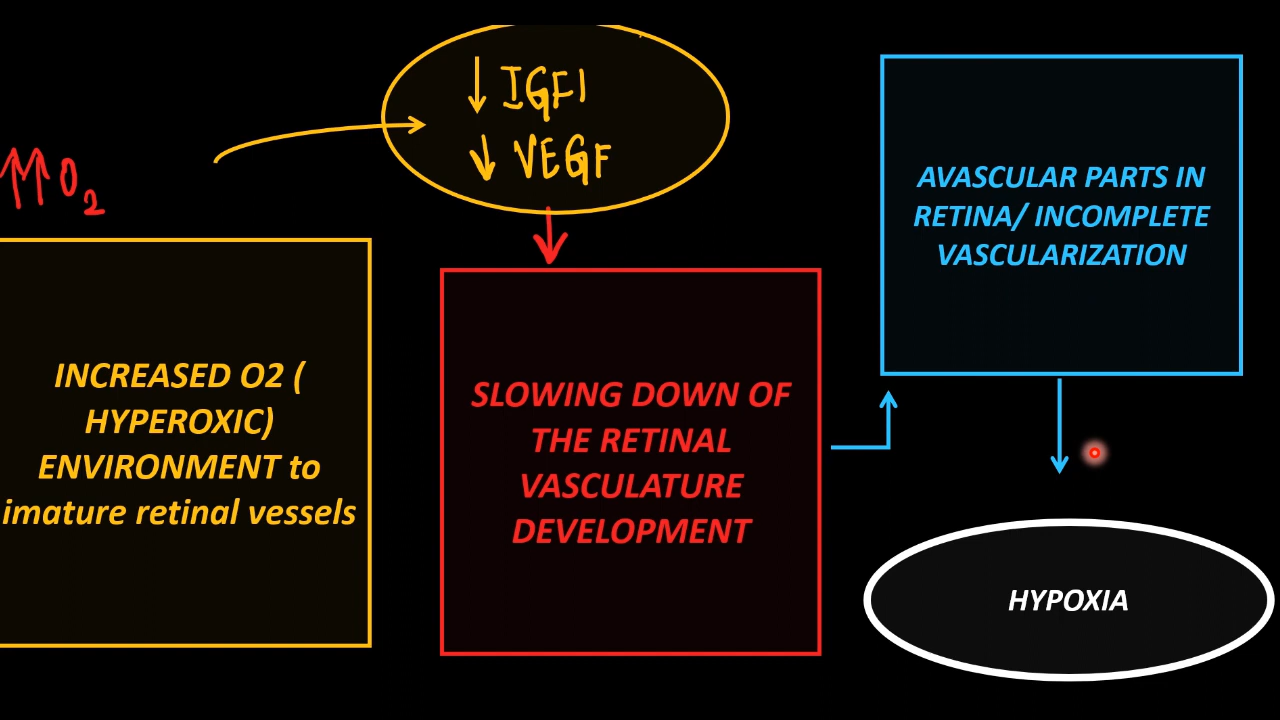 ↑↑ O2
INCREASED O2 (
HYPEROXIC)
ENVIRONMENT to
imature retinal vessels
↓ IGF1
↓ VEGF
SLOWING DOWN OF
THE RETINAL
VASCULATURE
DEVELOPMENT
AVASCULAR PARTS IN
RETINA/ INCOMPLETE
VASCULARIZATION
HYPOXIA